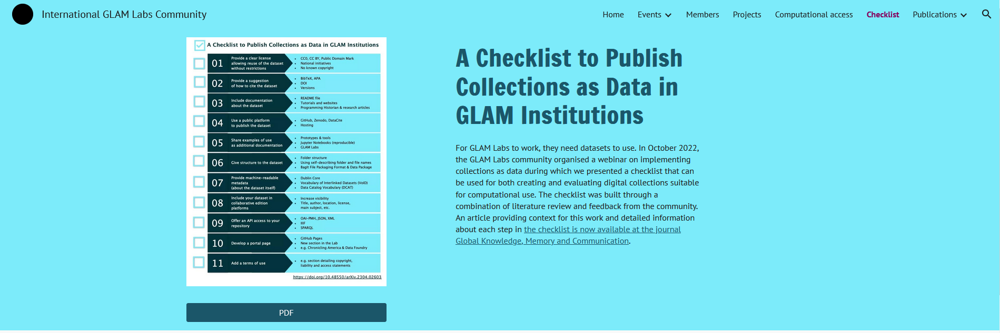 International GLAM Labs Community
Home Events Members Projects Computational access Checklist Publications
A Checklist to Publish Collections as Data in GLAM Institutions
01 Provide a clear license
allowing reuse of the dataset
without restrictions
• CC0, CC BY, Public Domain Mark
• National initiatives
• No known copyright
02 Provide a suggestion
of how to cite the dataset
• BibTeX, APA
• DOI
• Versions
03 Include documentation
about the dataset
• README file
• Tutorials and websites
• Programming Historian & research articles
04 Use a public platform
to publish the dataset
• GitHub, Zenodo, DataCite
• Hosting
05 Share examples of use
as additional documentation
• Prototypes & tools
• Jupyter Notebooks (reproducible)
• GLAM Labs
06 Give structure to the dataset
• Folder structure
• Using self-describing folder and file names
• BagIt File Packaging Format & Data Package
07 Provide machine-readable
metadata
(about the dataset itself)
• Dublin Core
• Vocabulary of Interlinked Datasets (VoID)
• Data Catalog Vocabulary (DCAT)
08 Include your dataset in
collaborative edition
platforms
• Increase visibility
• Title, author, location, license,
main subject, etc.
09 Offer an API access to your
repository
• OAI-PMH, JSON, XML
• IIIF
• SPARQL
10 Develop a portal page
• GitHub Pages
• New section in the Lab
• e.g. Chronicling America & Data Foundry
11 Add a terms of use
• e.g. section detailing copyright,
liability and access statements
https://doi.org/10.48550/arXiv.2304.02603
PDF
A Checklist to Publish
Collections as Data in
GLAM Institutions
For GLAM Labs to work, they need datasets to use. In October 2022,
the GLAM Labs community organised a webinar on implementing
collections as data during which we presented a checklist that can
be used for both creating and evaluating digital collections suitable
for computational use. The checklist was built through a
combination of literature review and feedback from the community.
An article providing context for this work and detailed information
about each step in the checklist is now available at the journal
Global Knowledge, Memory and Communication.